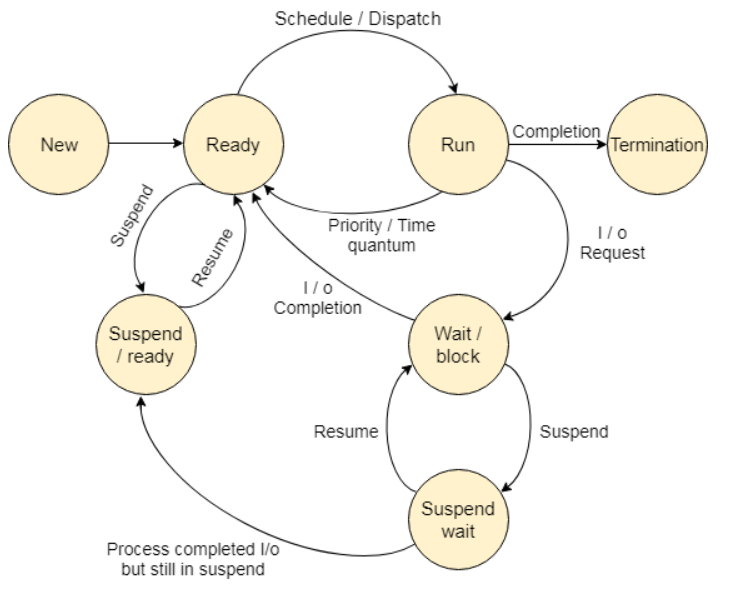 Schedule / Dispatch
New
Ready
Run
Completion
Termination
Suspend
Resume
Priority / Time
quantum
I / o
Request
I / o
Completion
Suspend
/ ready
Wait /
block
Resume
Suspend
Suspend
wait
Process completed I/o
but still in suspend